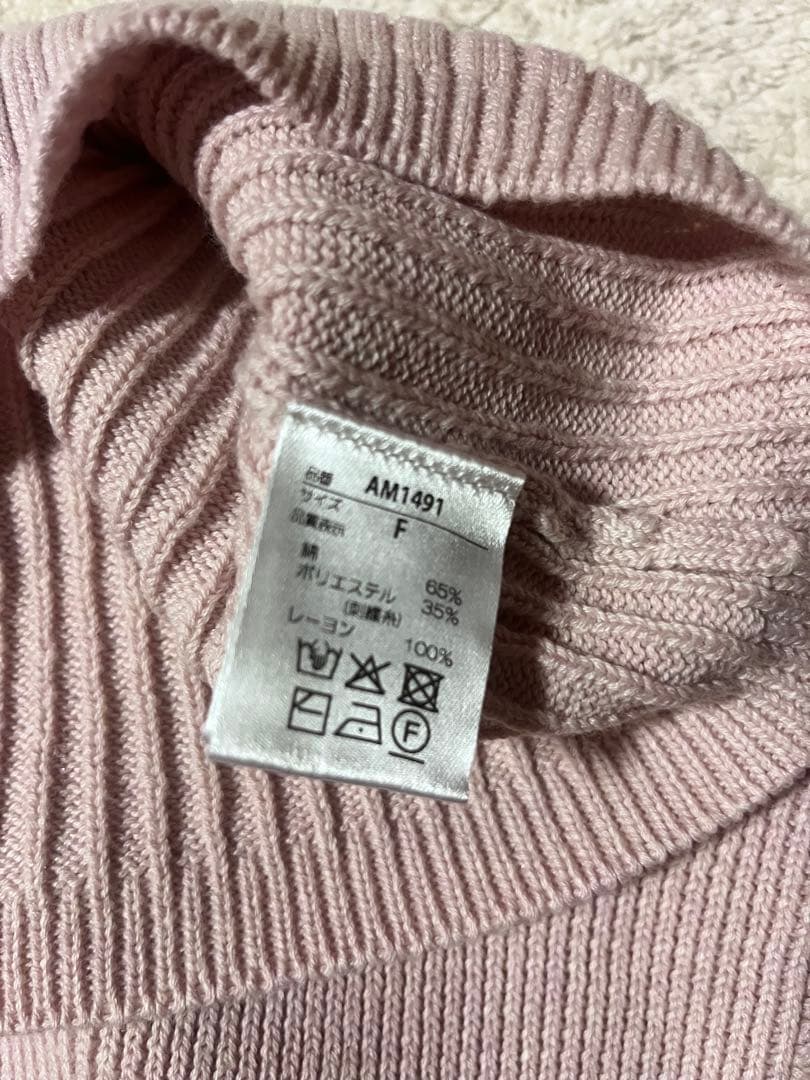 品番 AM1491
サイズ F
品質表示
綿 65%
ポリエステル 35%
(刺繍糸)
レーヨン 100%
F